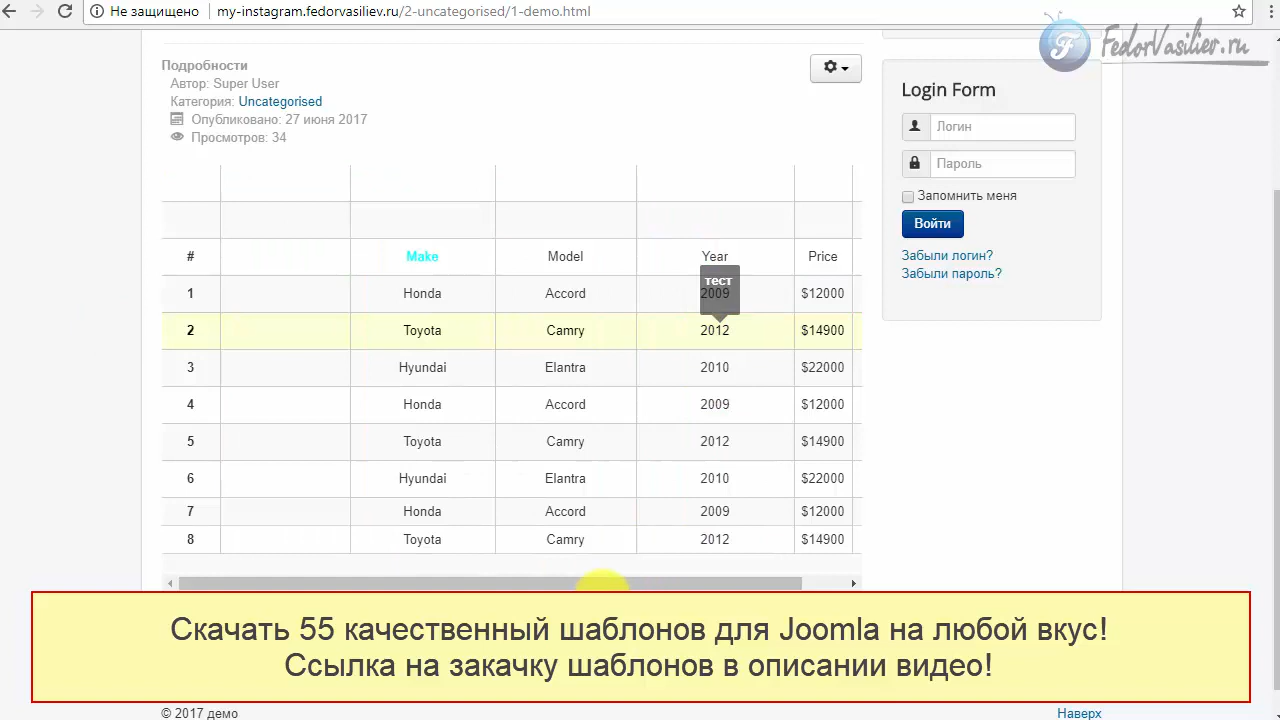 Не защищено my-instagram.fedorvasiliev.ru/2-uncategorised/1-demo.html
FedorVasiliev.ru
Подробности
Автор: Super User
Категория: Uncategorised
Опубликовано: 27 июня 2017
Просмотров: 34
Login Form
Логин
Пароль
Запомнить меня
Войти
Забыли логин?
Забыли пароль?
# Make Model Year Price
тест
1 Honda Accord 2009 $12000
2 Toyota Camry 2012 $14900
3 Hyundai Elantra 2010 $22000
4 Honda Accord 2009 $12000
5 Toyota Camry 2012 $14900
6 Hyundai Elantra 2010 $22000
7 Honda Accord 2009 $12000
8 Toyota Camry 2012 $14900
Скачать 55 качественный шаблонов для Joomla на любой вкус!
Ссылка на закачку шаблонов в описании видео!
© 2017 демо
Наверх